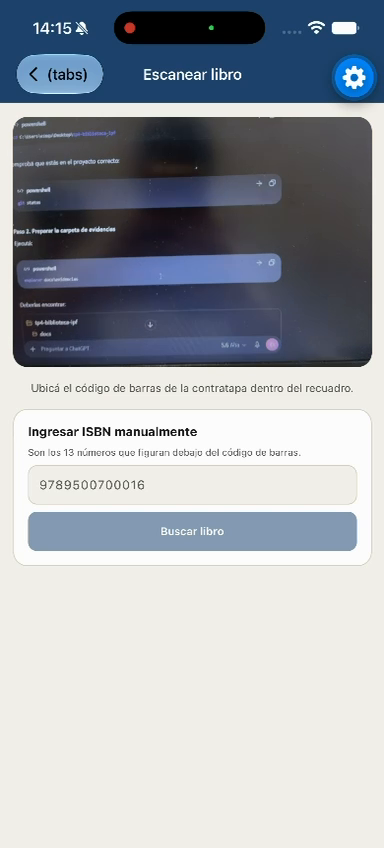 14:15
(tabs)
Escanear libro
powershell
comprobá que estás en el proyecto correcto:
powershell
git status
Paso 2. Preparar la carpeta de evidencias
Ejecutá:
powershell
Deberías encontrar:
tp4-biblioteca-ipf
docs
Preguntar a ChatGPT
Ubicá el código de barras de la contratapa dentro del recuadro.
Ingresar ISBN manualmente
Son los 13 números que figuran debajo del código de barras.
9789500700016
Buscar libro